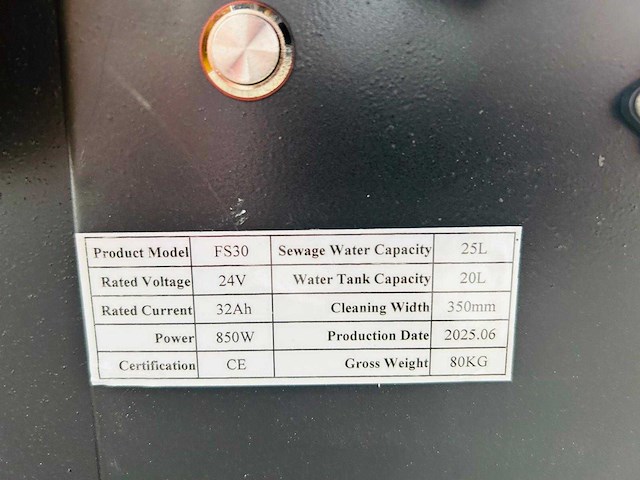 Product Model FS30 Sewage Water Capacity 25L
Rated Voltage 24V Water Tank Capacity 20L
Rated Current 32Ah Cleaning Width 350mm
Power 850W Production Date 2025.06
Certification CE Gross Weight 80KG